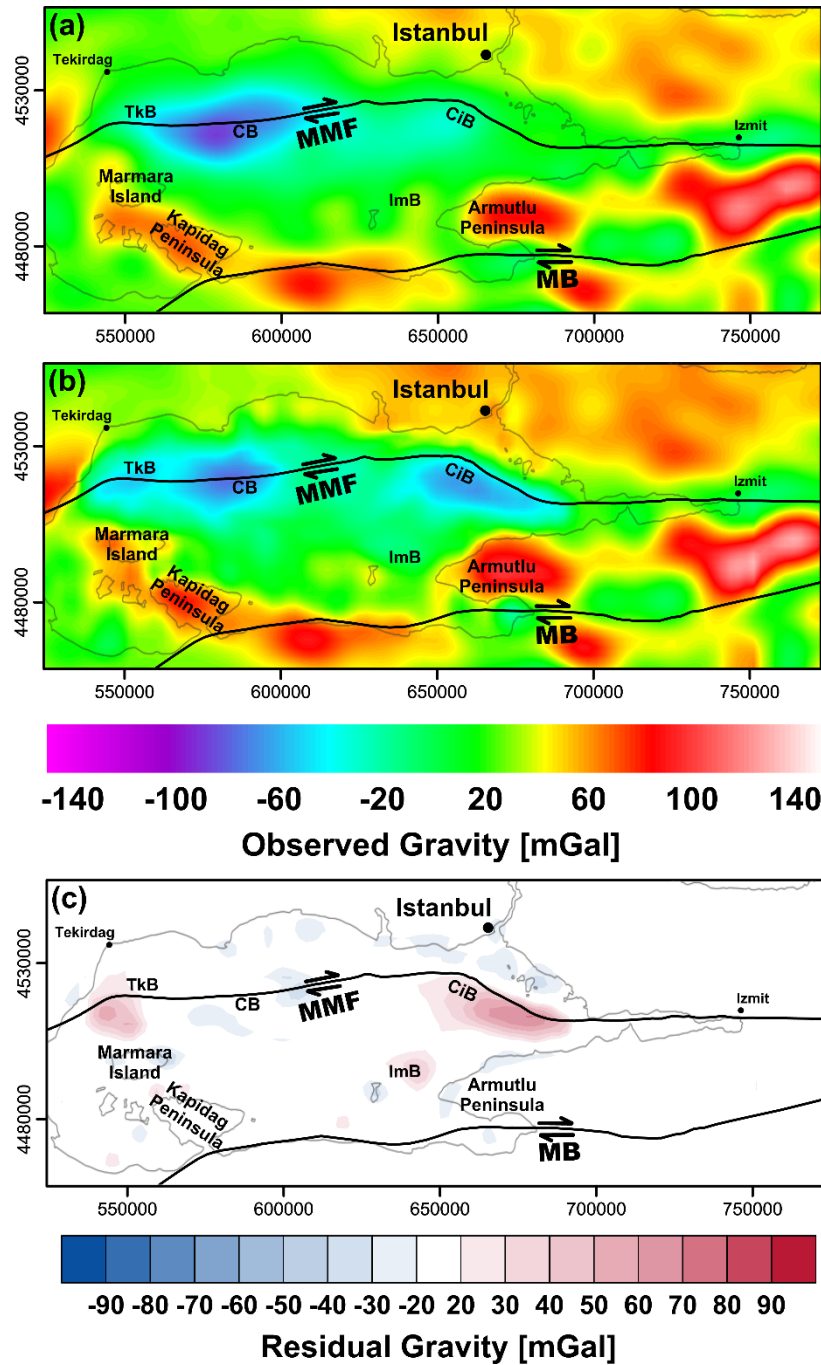 (a)
Istanbul
Tekirdag
4530000
TkB
CB
MMF
CiB
Izmit
Marmara
Island
Kapidag
Peninsula
ImB
Armutlu
Peninsula
4480000
MB
550000 600000 650000 700000 750000
(b)
Istanbul
Tekirdag
4530000
TkB
CB
MMF
CiB
Izmit
Marmara
Island
Kapidag
Peninsula
ImB
Armutlu
Peninsula
4480000
MB
550000 600000 650000 700000 750000
-140 -100 -60 -20 20 60 100 140
Observed Gravity [mGal]
(c)
Istanbul
Tekirdag
4530000
TkB
CB
MMF
CiB
Izmit
Marmara
Island
Kapidag
Peninsula
ImB
Armutlu
Peninsula
4480000
MB
550000 600000 650000 700000 750000
-90 -80 -70 -60 -50 -40 -30 -20 20 30 40 50 60 70 80 90
Residual Gravity [mGal]